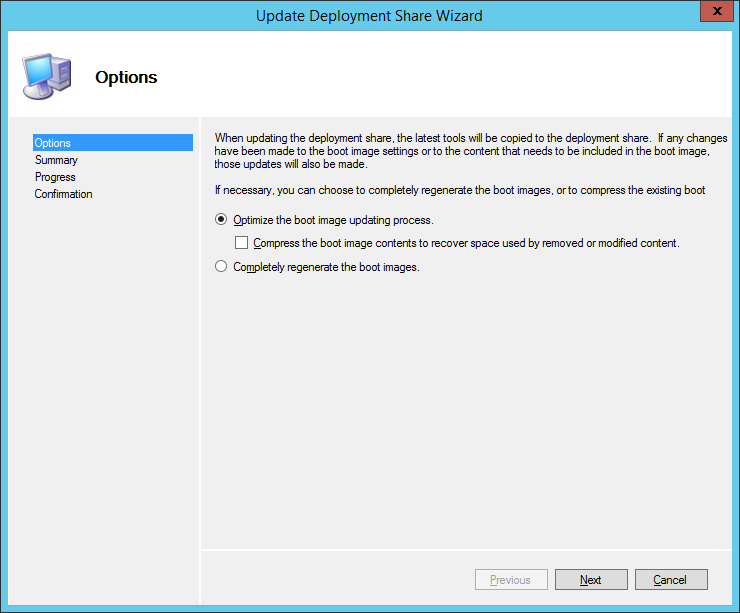 Update Deployment Share Wizard
x
Options
Options
Summary
Progress
Confirmation
When updating the deployment share, the latest tools will be copied to the deployment share.  If any changes
have been made to the boot image settings or to the content that needs to be included in the boot image,
those updates will also be made.
If necessary, you can choose to completely regenerate the boot images, or to compress the existing boot
Optimize the boot image updating process.
Compress the boot image contents to recover space used by removed or modified content.
Completely regenerate the boot images.
Previous
Next
Cancel